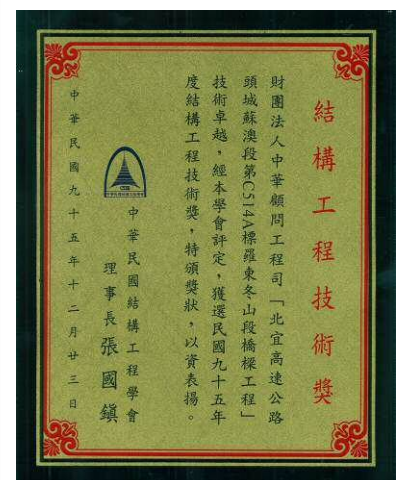 結構工程技術獎
財團法人中華顧問工程司「北宜高速公路
頭城蘇澳段第C514A標羅東冬山段橋樑工程」
技術卓越，經本學會評定，獲選民國九十五年
度結構工程技術獎，特頒獎狀，以資表揚。
中華民國結構工程學會
理事長張國鎮
中華民國九十五年十二月廿三日